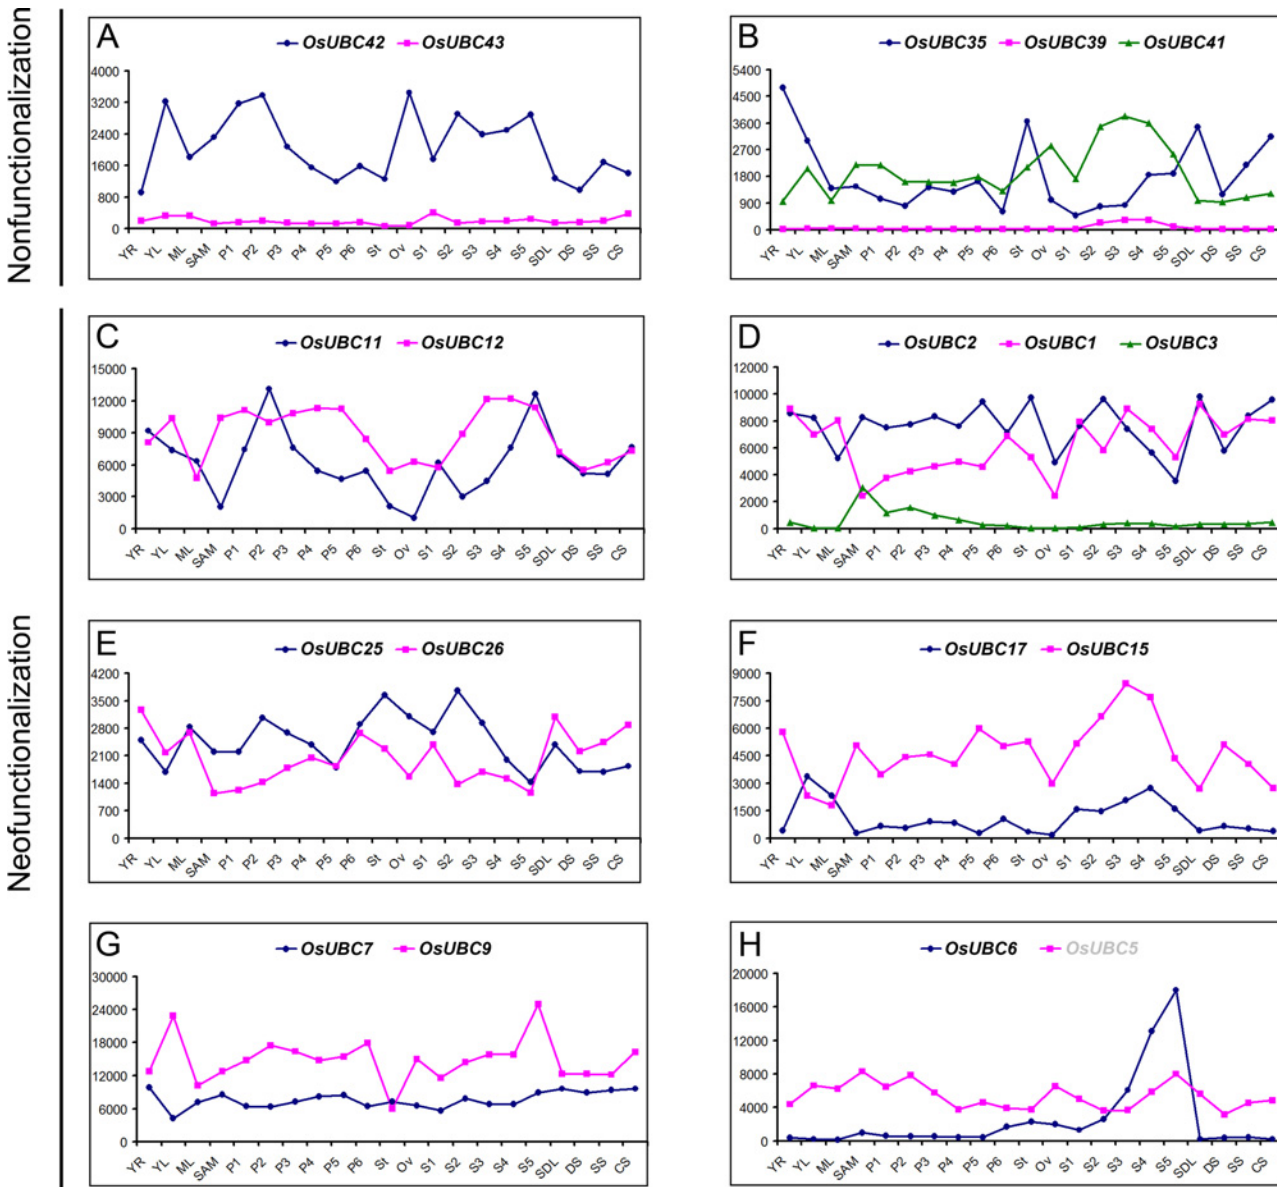 Nonfunctionalization
A
OsUBC42 OsUBC43
4000
3200
2400
1600
800
0
YR YL ML SAM P1 P2 P3 P4 P5 P6 St Ov S1 S2 S3 S4 S5 SDL DS SS CS
B
OsUBC35 OsUBC39 OsUBC41
5400
4500
3600
2700
1800
900
0
YR YL ML SAM P1 P2 P3 P4 P5 P6 St Ov S1 S2 S3 S4 S5 SDL DS SS CS
Neofunctionalization
C
OsUBC11 OsUBC12
15000
12000
9000
6000
3000
0
YR YL ML SAM P1 P2 P3 P4 P5 P6 St Ov S1 S2 S3 S4 S5 SDL DS SS CS
D
OsUBC2 OsUBC1 OsUBC3
12000
10000
8000
6000
4000
2000
0
YR YL ML SAM P1 P2 P3 P4 P5 P6 St Ov S1 S2 S3 S4 S5 SDL DS SS CS
E
OsUBC25 OsUBC26
4200
3500
2800
2100
1400
700
0
YR YL ML SAM P1 P2 P3 P4 P5 P6 St Ov S1 S2 S3 S4 S5 SDL DS SS CS
F
OsUBC17 OsUBC15
9000
7500
6000
4500
3000
1500
0
YR YL ML SAM P1 P2 P3 P4 P5 P6 St Ov S1 S2 S3 S4 S5 SDL DS SS CS
G
OsUBC7 OsUBC9
30000
24000
18000
12000
6000
0
YR YL ML SAM P1 P2 P3 P4 P5 P6 St Ov S1 S2 S3 S4 S5 SDL DS SS CS
H
OsUBC6 OsUBC5
20000
16000
12000
8000
4000
0
YR YL ML SAM P1 P2 P3 P4 P5 P6 St Ov S1 S2 S3 S4 S5 SDL DS SS CS